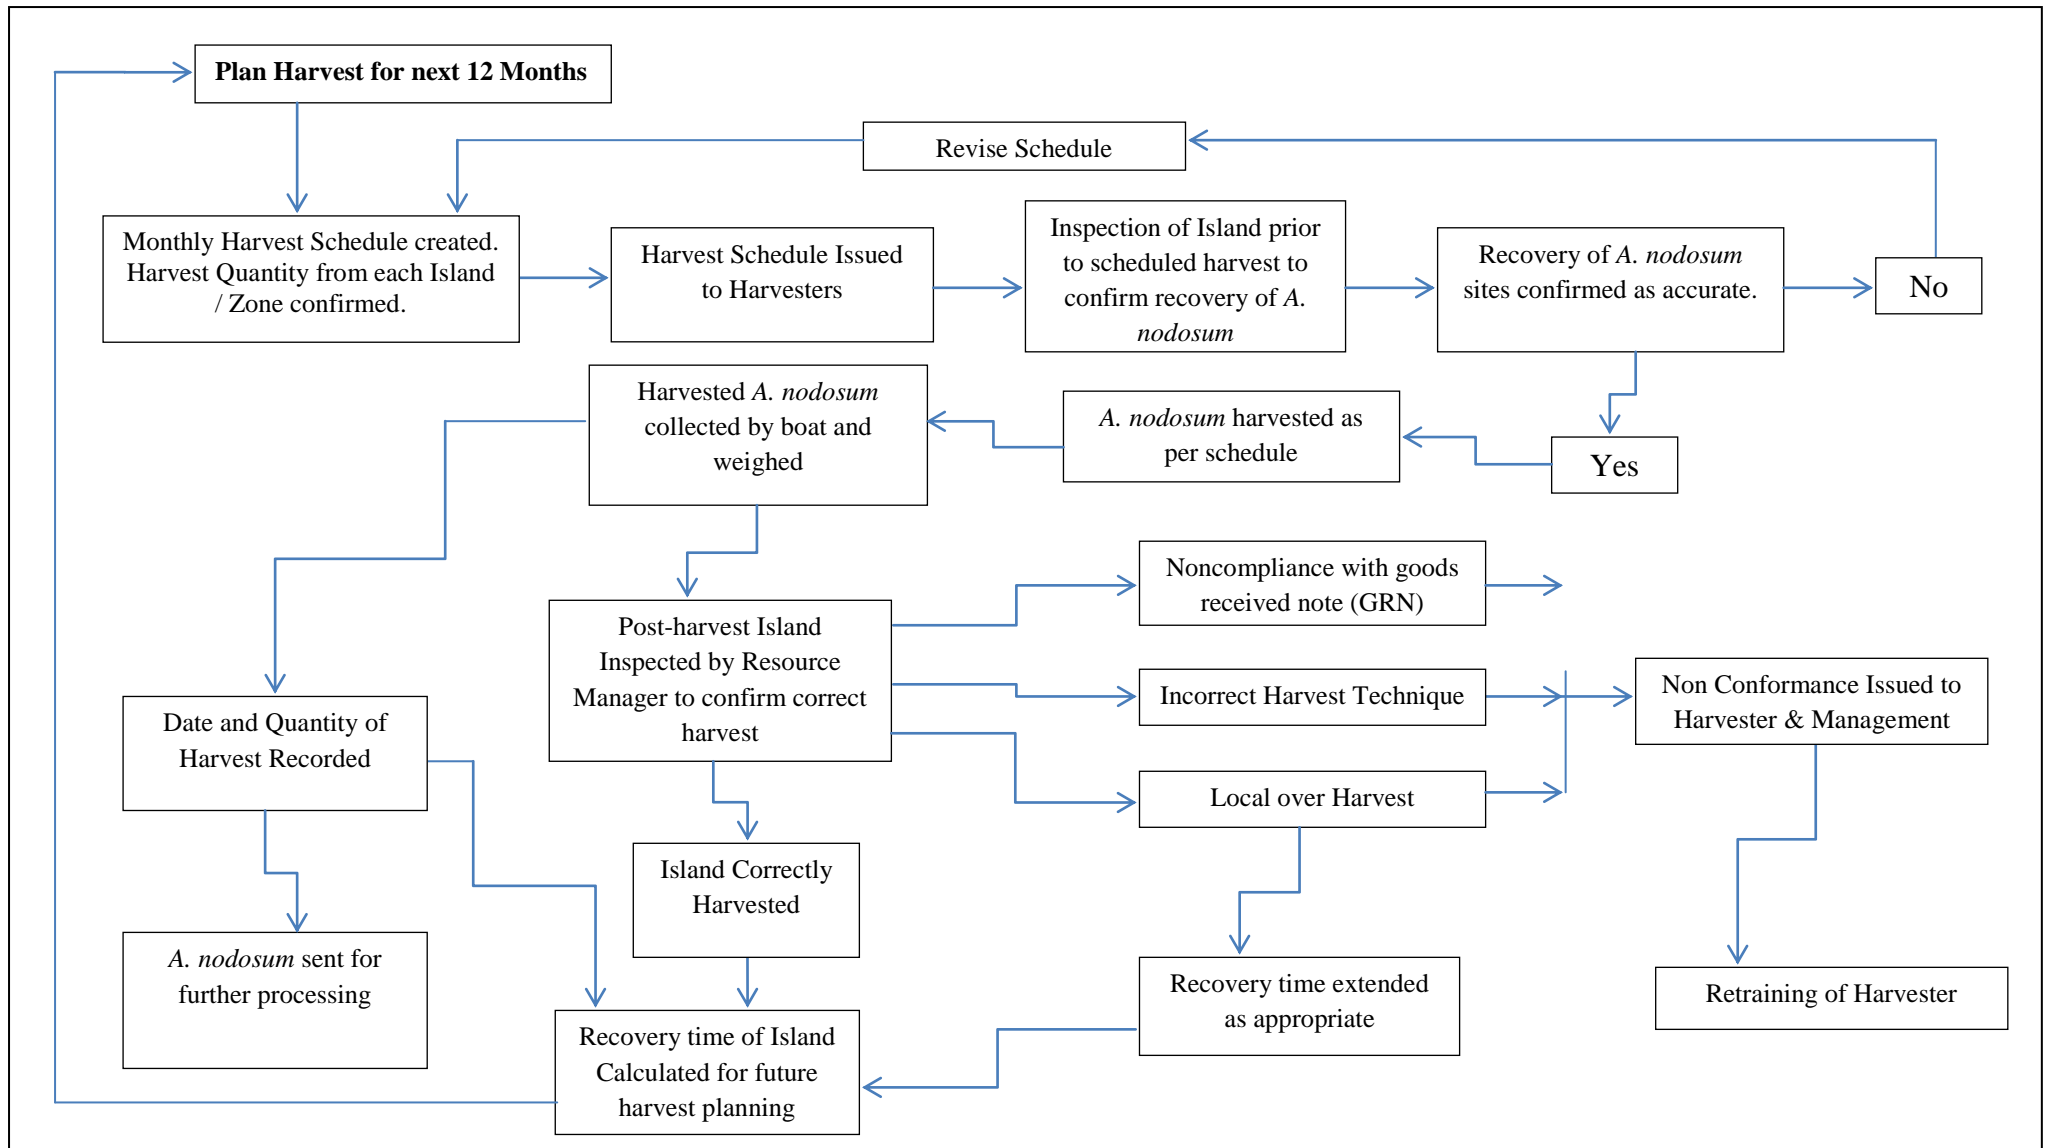 Plan Harvest for next 12 Months
Revise Schedule
Monthly Harvest Schedule created.
Harvest Quantity from each Island
/ Zone confirmed.
Harvest Schedule Issued
to Harvesters
Inspection of Island prior
to scheduled harvest to
confirm recovery of A.
nodosum
Recovery of A. nodosum
sites confirmed as accurate.
No
Yes
A. nodosum harvested as
per schedule
Harvested A. nodosum
collected by boat and
weighed
Noncompliance with goods
received note (GRN)
Post-harvest Island
Inspected by Resource
Manager to confirm correct
harvest
Incorrect Harvest Technique
Non Conformance Issued to
Harvester & Management
Date and Quantity of
Harvest Recorded
Local over Harvest
Island Correctly
Harvested
A. nodosum sent for
further processing
Recovery time extended
as appropriate
Retraining of Harvester
Recovery time of Island
Calculated for future
harvest planning